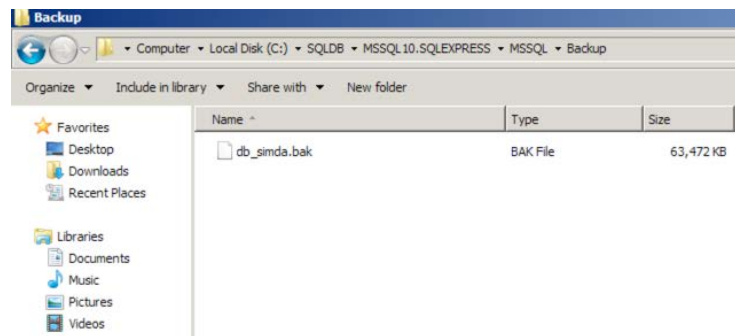 Backup
Computer Local Disk (C:) SQLDB MSSQL10.SQLEXPRESS MSSQL Backup
Organize Include in library Share with New folder
Favorites
Desktop
Downloads
Recent Places
Libraries
Documents
Music
Pictures
Videos
Name Type Size
db_simda.bak BAK File 63,472 KB